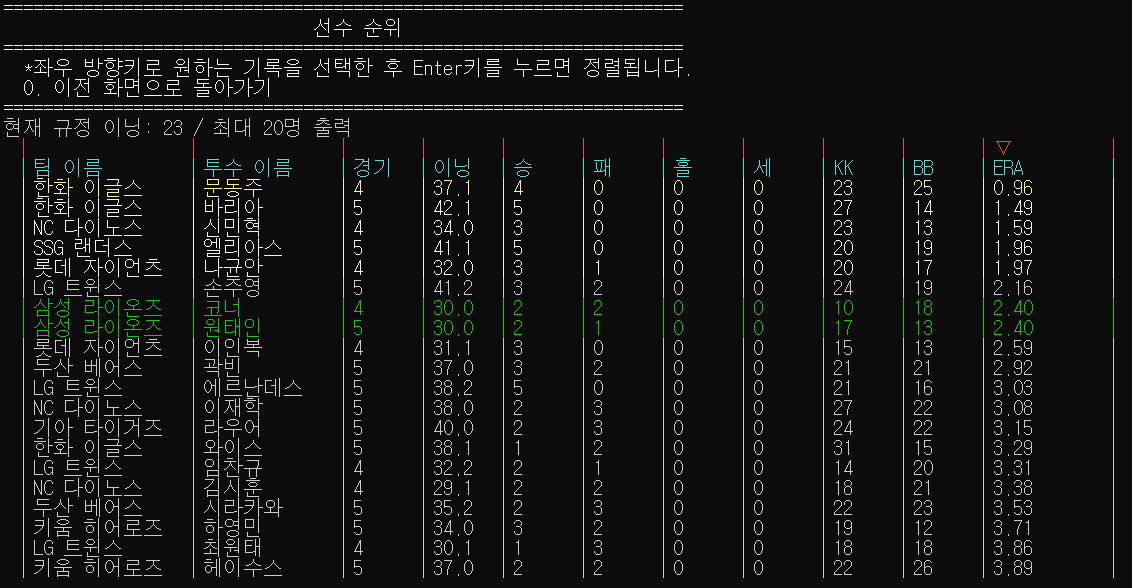 선수 순위
*좌우 방향키로 원하는 기록을 선택한 후 Enter키를 누르면 정렬됩니다.
0. 이전 화면으로 돌아가기
현재 규정 이닝: 23 / 최대 20명 출력
▽
팀 이름 투수 이름 경기 이닝 승 패 홀 세 KK BB ERA
한화 이글스 문동주 4 37.1 4 0 0 0 23 25 0.96
한화 이글스 바리아 5 42.1 5 0 0 0 27 14 1.49
NC 다이노스 신민혁 4 34.0 3 0 0 0 23 13 1.59
SSG 랜더스 엘리아스 5 41.1 5 0 0 0 20 19 1.96
롯데 자이언츠 나균안 4 32.0 3 1 0 0 20 17 1.97
LG 트윈스 손주영 5 41.2 3 2 0 0 24 19 2.16
삼성 라이온즈 코너 4 30.0 2 2 0 0 10 18 2.40
삼성 라이온즈 원태인 5 30.0 2 1 0 0 17 13 2.40
롯데 자이언츠 이인복 4 31.1 3 0 0 0 15 13 2.59
두산 베어스 곽빈 5 37.0 3 2 0 0 21 21 2.92
LG 트윈스 에르난데스 5 38.2 5 0 0 0 21 16 3.03
NC 다이노스 이재학 5 38.0 2 3 0 0 27 22 3.08
기아 타이거즈 라우어 5 40.0 2 3 0 0 24 22 3.15
한화 이글스 와이스 5 38.1 1 2 0 0 31 15 3.29
LG 트윈스 임찬규 4 32.2 2 1 0 0 14 20 3.31
NC 다이노스 김시훈 4 29.1 2 2 0 0 18 21 3.38
두산 베어스 시라카와 5 35.2 2 3 0 0 22 23 3.53
키움 히어로즈 하영민 5 34.0 3 2 0 0 19 12 3.71
LG 트윈스 최원태 4 30.1 1 3 0 0 18 18 3.86
키움 히어로즈 헤이수스 5 37.0 2 2 0 0 22 26 3.89